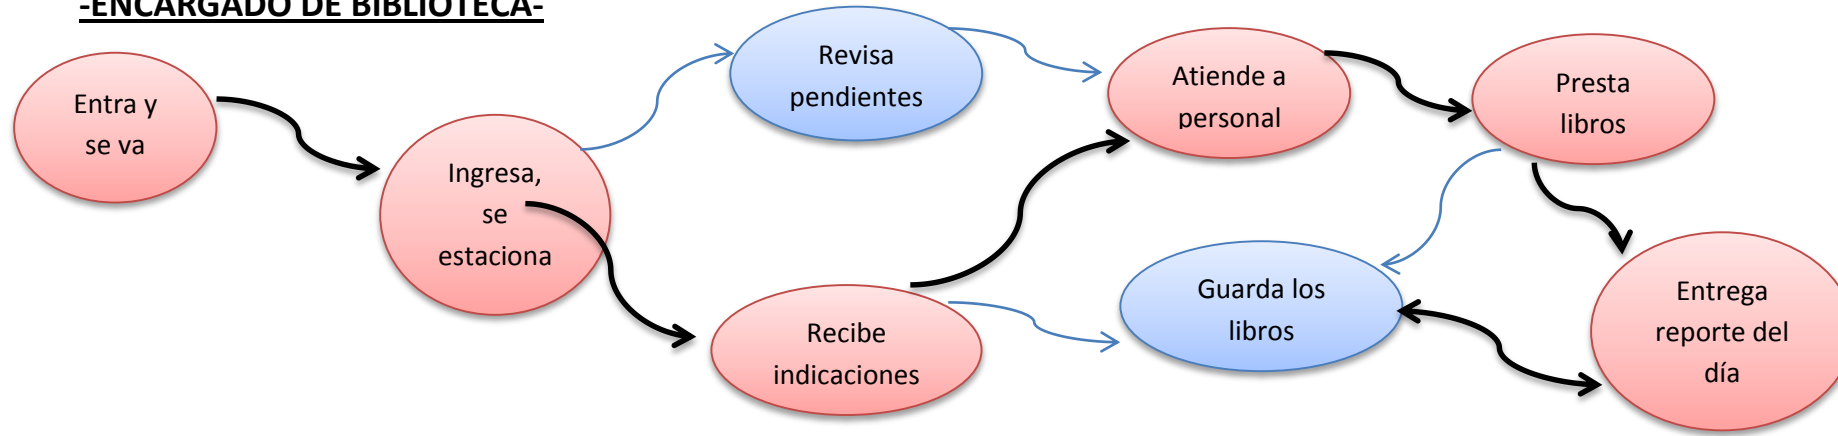 -ENCARGADO DE BIBLIOTECA-
Entra y
se va
Ingresa,
se
estaciona
Revisa
pendientes
Recibe
indicaciones
Atiende a
personal
Guarda los
libros
Presta
libros
Entrega
reporte del
día